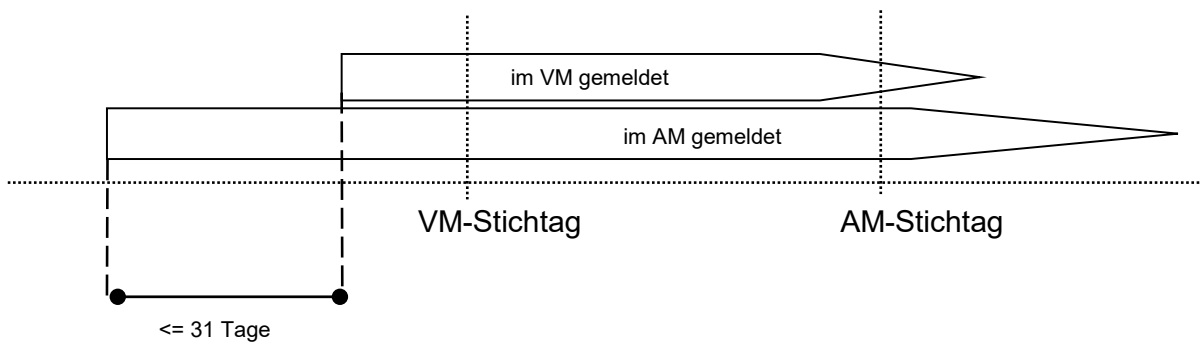 im VM gemeldet
im AM gemeldet
VM-Stichtag
AM-Stichtag
<= 31 Tage